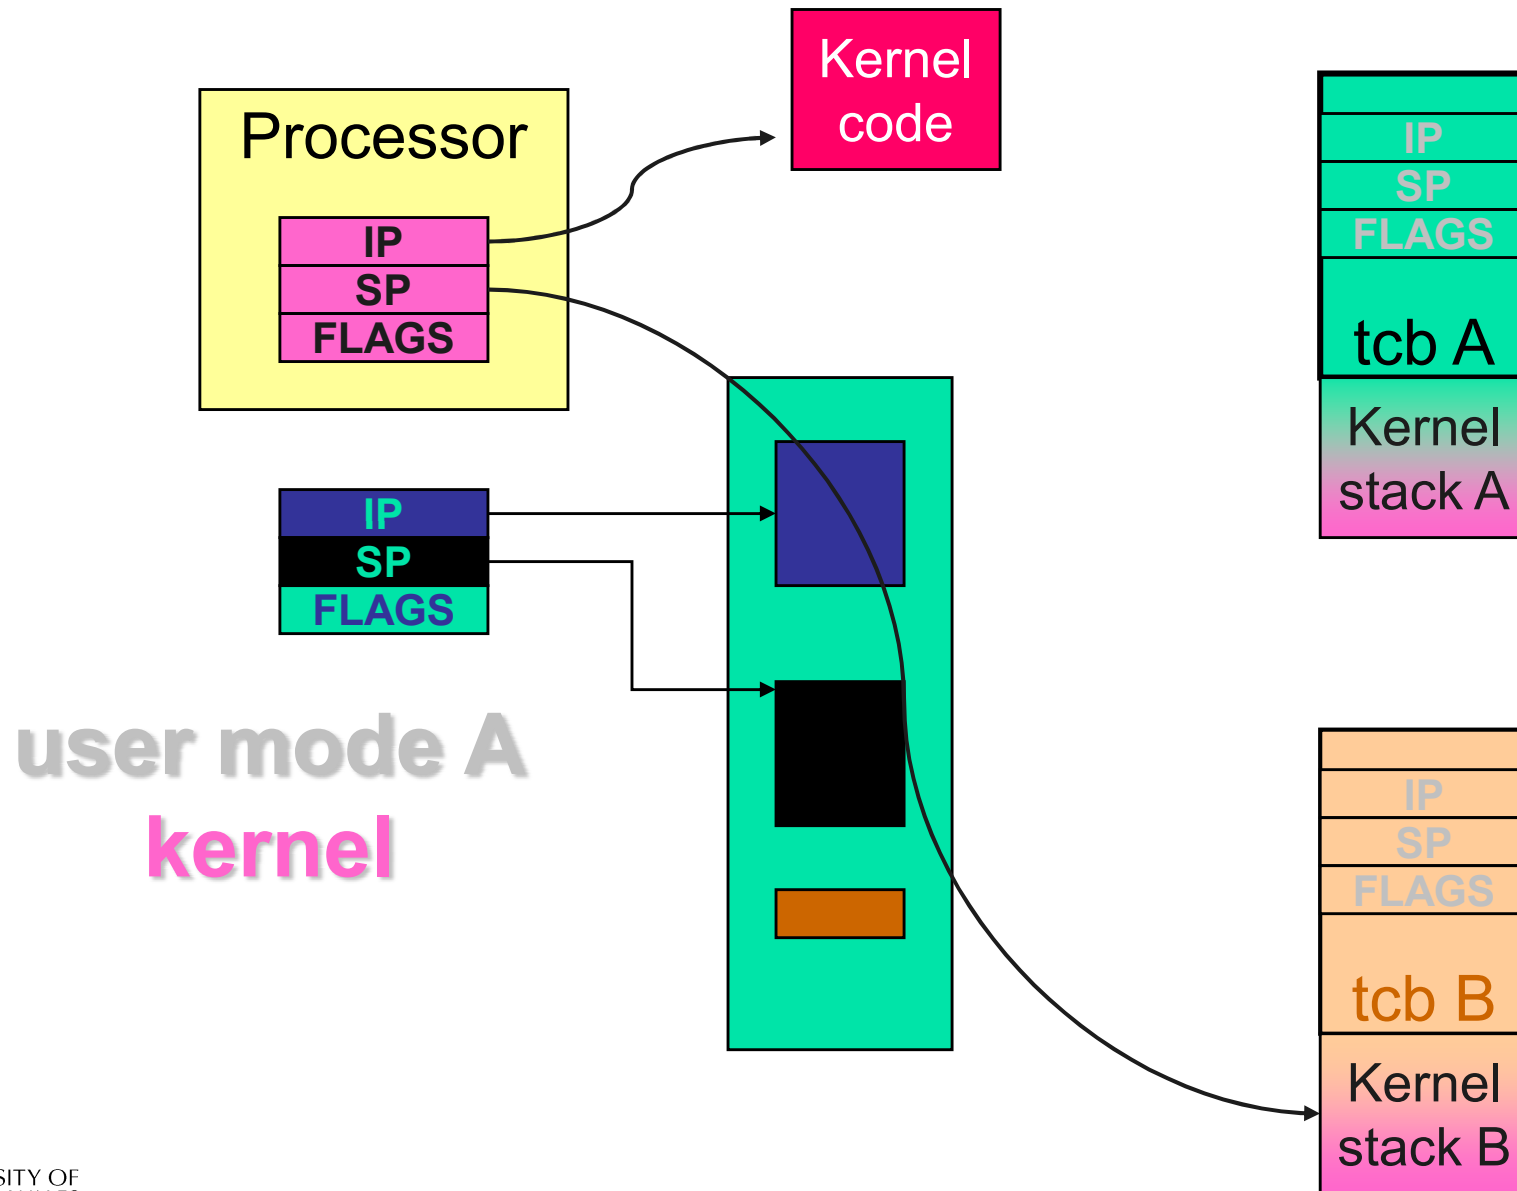 Kernel
code
Processor
IP
SP
FLAGS
IP
SP
FLAGS
user mode A
kernel
IP
SP
FLAGS
tcb A
Kernel
stack A
IP
SP
FLAGS
tcb B
Kernel
stack B
SITY OF